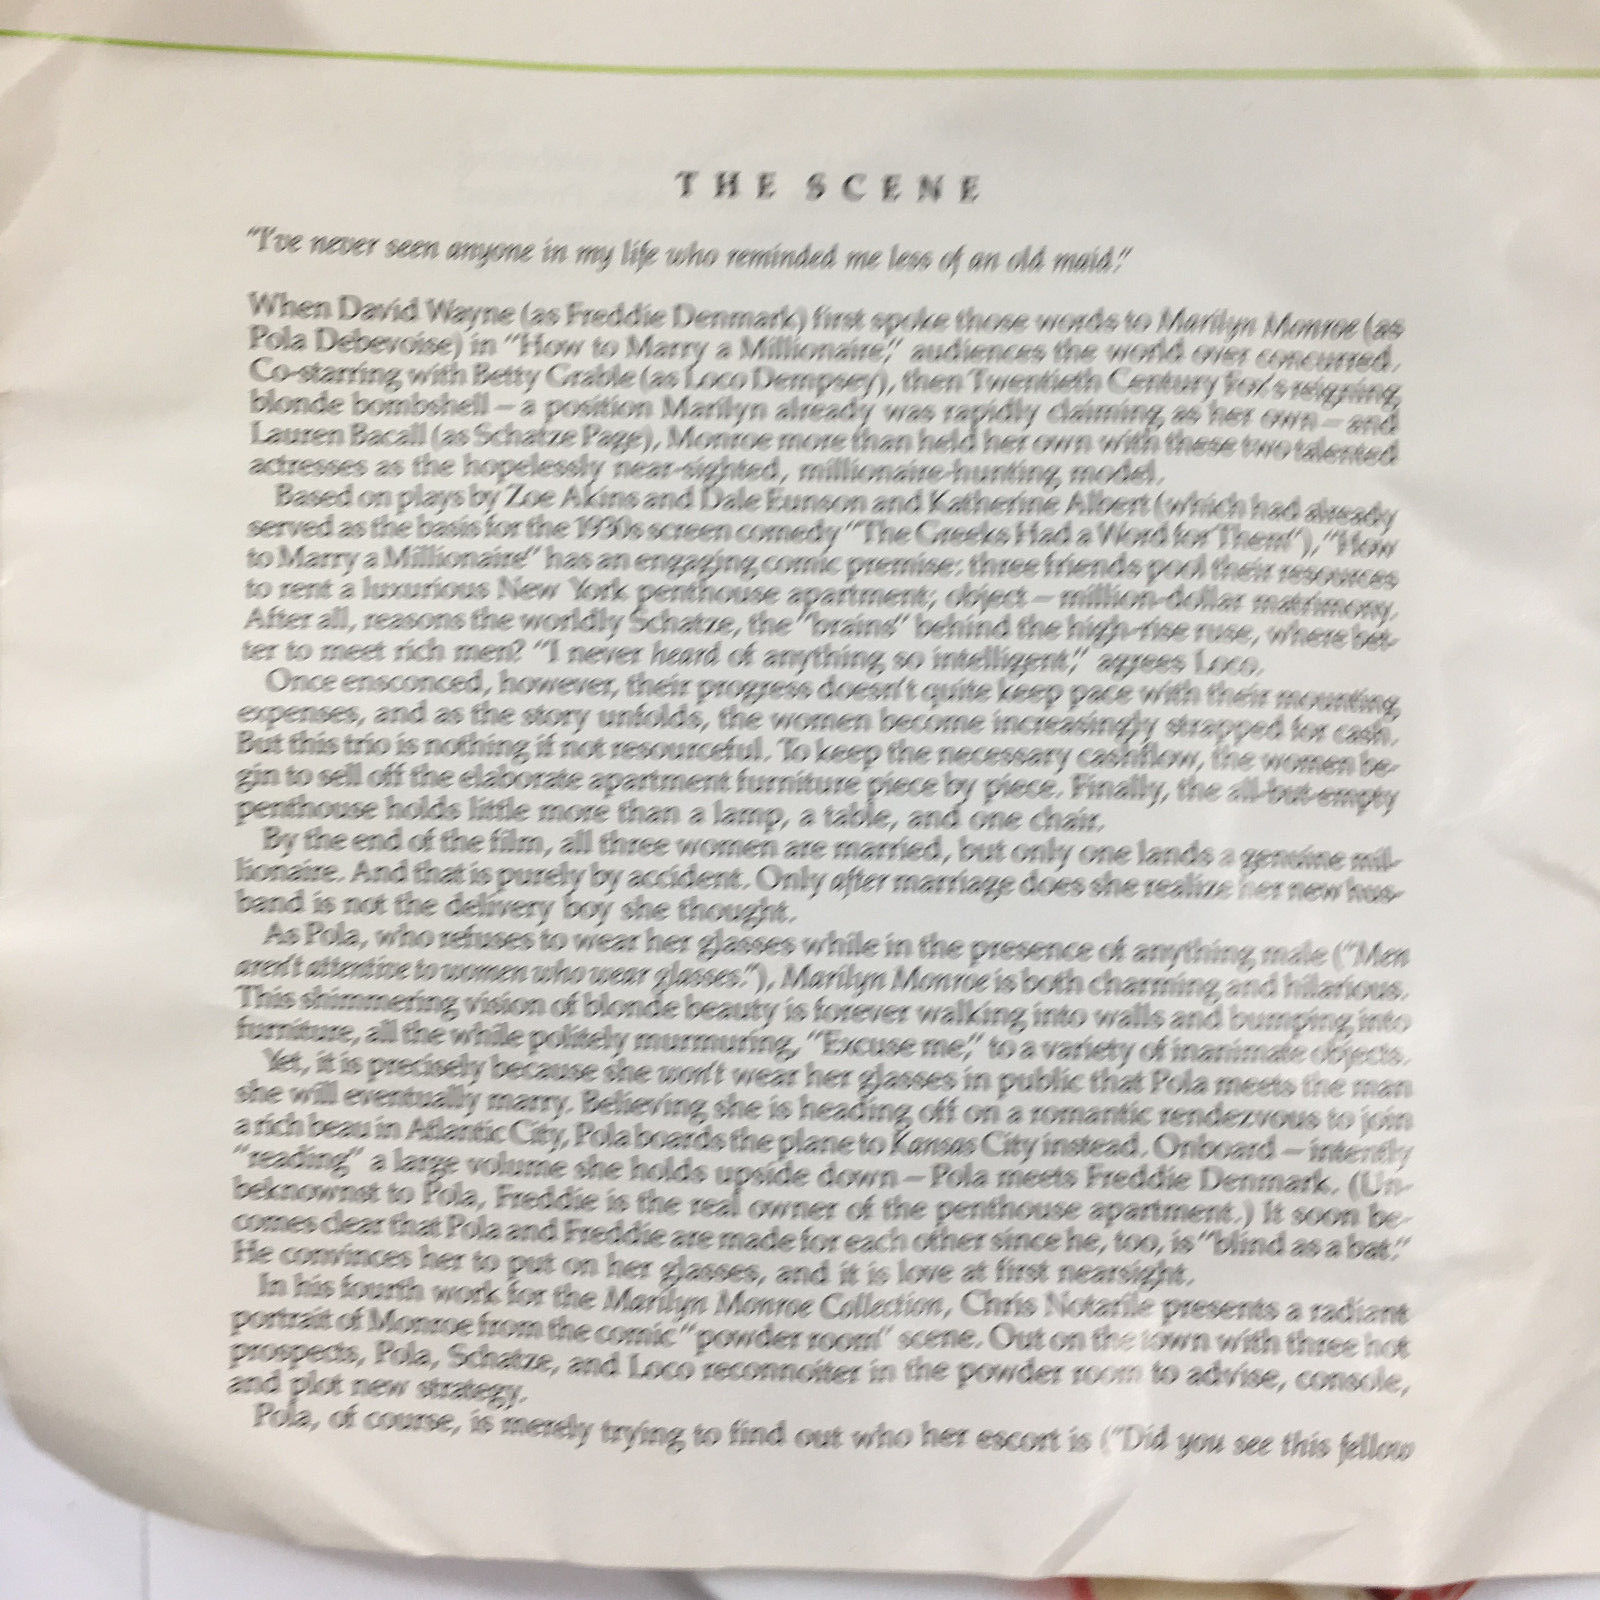 THE SCENE
"I've never seen anyone in my life who reminded me less of an old maid."
When David Wayne (as Freddie Denmark) first spoke those words to Marilyn Monroe (as
Pola Debevoise) in "How to Marry a Millionaire," audiences the world over concurred.
Co-starring with Betty Grable (as Loco Dempsey), then Twentieth Century Fox's reigning
blonde bombshell – a position Marilyn already was rapidly claiming as her own – and
Lauren Bacall (as Schatze Page), Monroe more than held her own with these two talented
actresses as the hopelessly near-sighted, millionaire-hunting model.
Based on plays by Zoe Akins and Dale Eunson and Katherine Albert (which had already
served as the basis for the 1930s screen comedy "The Greeks Had a Word for Them"), "How
to Marry a Millionaire" has an engaging comic premise: three friends pool their resources
to rent a luxurious New York penthouse apartment; object – million-dollar matrimony.
After all, reasons the worldly Schatze, the "brains" behind the high-rise ruse, where bet-
ter to meet rich men? "I never heard of anything so intelligent," agrees Loco.
Once ensconced, however, their progress doesn't quite keep pace with their mounting
expenses, and as the story unfolds, the women become increasingly strapped for cash.
But this trio is nothing if not resourceful. To keep the necessary cashflow, the women be-
gin to sell off the elaborate apartment furniture piece by piece. Finally, the all-but-empty
penthouse holds little more than a lamp, a table, and one chair.
By the end of the film, all three women are married, but only one lands a genuine mil-
lionaire. And that is purely by accident. Only after marriage does she realize her new hus-
band is not the delivery boy she thought.
As Pola, who refuses to wear her glasses while in the presence of anything male ("Men
aren't attentive to women who wear glasses."), Marilyn Monroe is both charming and hilarious.
This shimmering vision of blonde beauty is forever walking into walls and bumping into
furniture, all the while politely murmuring, "Excuse me," to a variety of inanimate objects.
Yet, it is precisely because she won't wear her glasses in public that Pola meets the man
she will eventually marry. Believing she is heading off on a romantic rendezvous to join
a rich beau in Atlantic City, Pola boards the plane to Kansas City instead. Onboard – intently
"reading" a large volume she holds upside down – Pola meets Freddie Denmark. (Un-
beknownst to Pola, Freddie is the real owner of the penthouse apartment.) It soon be-
comes clear that Pola and Freddie are made for each other since he, too, is "blind as a bat."
He convinces her to put on her glasses, and it is love at first nearsight.
In his fourth work for the Marilyn Monroe Collection, Chris Notarile presents a radiant
portrait of Monroe from the comic "powder room" scene. Out on the town with three hot
prospects, Pola, Schatze, and Loco reconnoiter in the powder room to advise, console,
and plot new strategy.
Pola, of course, is merely trying to find out who her escort is ("Did you see this fellow